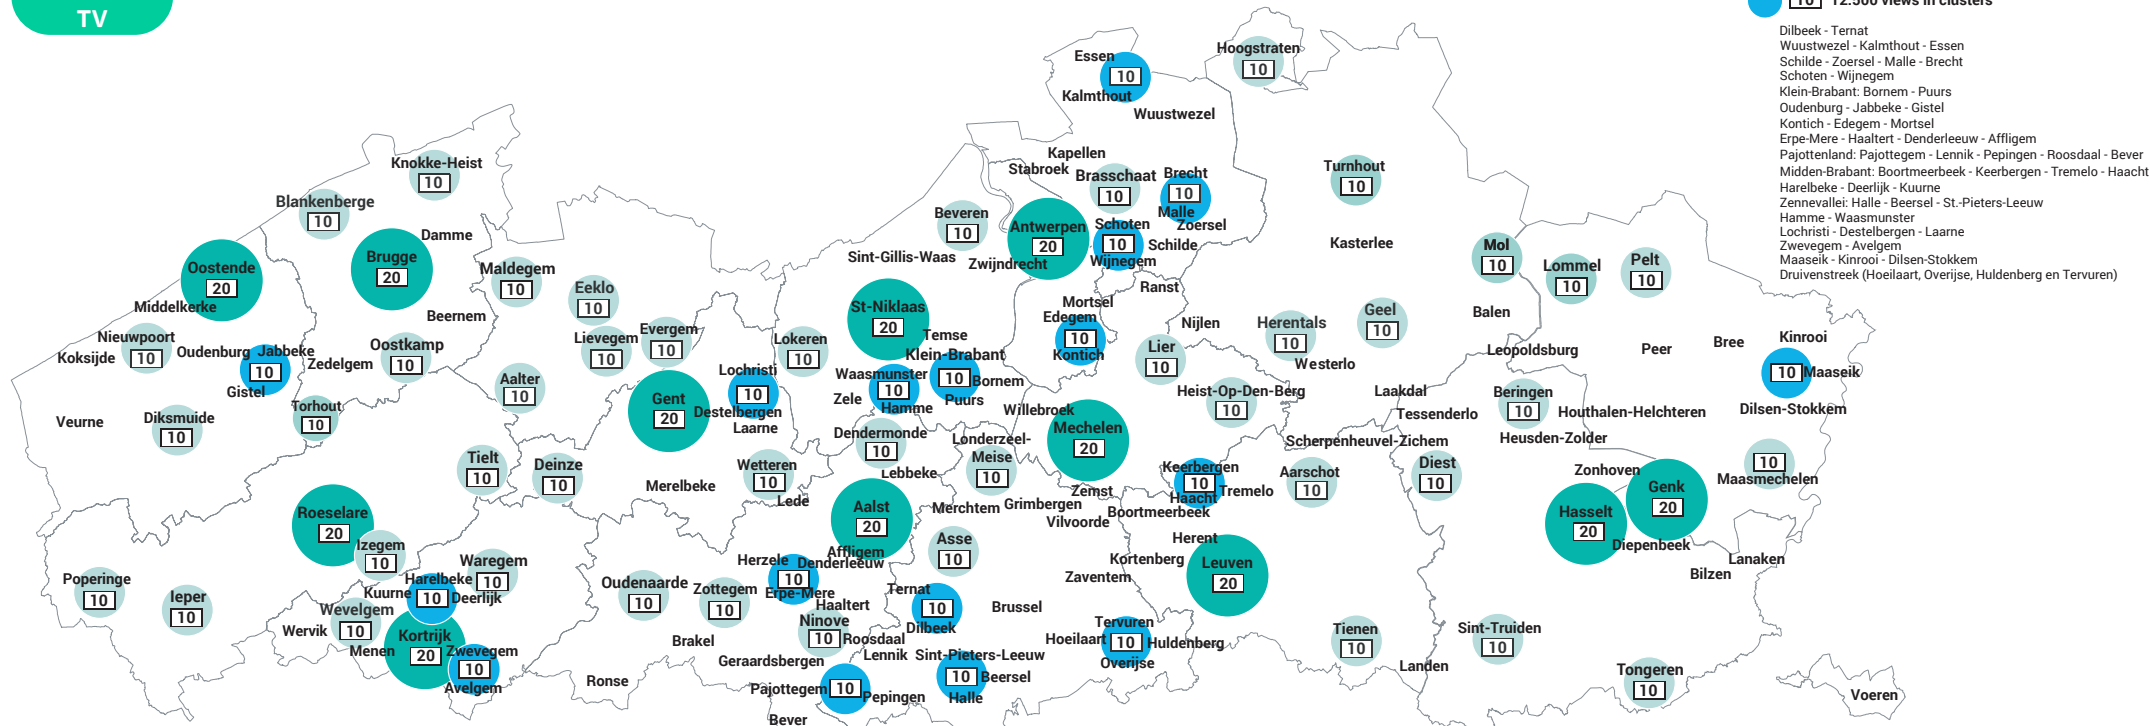 TV
10 12.500 views in clusters
Dilbeek - Ternat
Wuustwezel - Kalmthout - Essen
Schilde - Zoersel - Malle - Brecht
Schoten - Wijnegem
Klein-Brabant: Bornem - Puurs
Oudenburg - Jabbeke - Gistel
Kontich - Edegem - Mortsel
Erpe-Mere - Haaltert - Denderleeuw - Affligem
Pajottenland: Pajottegem - Lennik - Pepingen - Roosdaal - Bever
Midden-Brabant: Boortmeerbeek - Keerbergen - Tremelo - Haacht
Harelbeke - Deerlijk - Kuurne
Zennevallei: Halle - Beersel - St.-Pieters-Leeuw
Hamme - Waasmunster
Lochristi - Destelbergen - Laarne
Zwevegem - Avelgem
Maaseik - Kinrooi - Dilsen-Stokkem
Druivenstreek (Hoeilaart, Overijse, Huldenberg en Tervuren)
Essen
10
Kalmthout
Wuustwezel
Hoogstraten
10
Knokke-Heist
10
Blankenberge
10
Damme
Brugge
20
Oostende
20
Middelkerke
Beernem
Nieuwpoort
10
Koksijde
Oudenburg
Jabbeke
10
Gistel
Zedelgem
Oostkamp
10
Torhout
10
Veurne
Diksmuide
10
Maldegem
10
Eeklo
10
Lievegem
10
Evergem
10
Aalter
10
Gent
20
Lochristi
10
Destelbergen
Laarne
Lokeren
10
Kapellen
Stabroek
Brasschaat
10
Brecht
10
Malle
Zoersel
Schoten
10
Wijnegem
Schilde
Antwerpen
20
Zwijndrecht
Beveren
10
Sint-Gillis-Waas
St-Niklaas
20
Temse
Klein-Brabant
10
Bornem
Puurs
Waasmunster
10
Hamme
Zele
Ranst
Mortsel
Edegem
10
Kontich
Nijlen
Lier
10
Turnhout
10
Kasterlee
Mol
10
Lommel
10
Pelt
10
Geel
10
Herentals
10
Westerlo
Balen
Leopoldsburg
Peer
Bree
Kinrooi
10
Maaseik
Dilsen-Stokkem
Heist-Op-Den-Berg
10
Laakdal
Tessenderlo
Beringen
10
Houthalen-Helchteren
Heusden-Zolder
Willebroek
Mechelen
20
Zemst
Dendermonde
10
Lebbeke
Londerzeel-
Meise
10
Merchtem
Grimbergen
Vilvoorde
Scherpenheuvel-Zichem
Aarschot
10
Diest
10
Keerbergen
10
Haacht
Tremelo
Boortmeerbeek
Zonhoven
Genk
20
Hasselt
20
Diepenbeek
10
Maasmechelen
Lanaken
Bilzen
Tielt
10
Deinze
10
Merelbeke
Wetteren
10
Lede
Aalst
20
Affligem
Denderleeuw
Herzele
10
Erpe-Mere
Haaltert
Asse
10
Roeselare
20
Izegem
10
Waregem
10
Harelbeke
Kuurne
10
Deerlijk
Poperinge
10
Ieper
10
Wevelgem
10
Wervik
Menen
Kortrijk
20
Zwevegem
10
Avelgem
Oudenaarde
10
Zottegem
10
Ninove
10
Roosdaal
Lennik
Brakel
Geraardsbergen
Ronse
Pajottegem
10
Pepingen
Bever
Ternat
10
Dilbeek
Brussel
Sint-Pieters-Leeuw
10
Beersel
Halle
Herent
Kortenberg
Zaventem
Leuven
20
Tervuren
Hoeilaart
10
Huldenberg
Overijse
Tienen
10
Landen
Sint-Truiden
10
Tongeren
10
Voeren